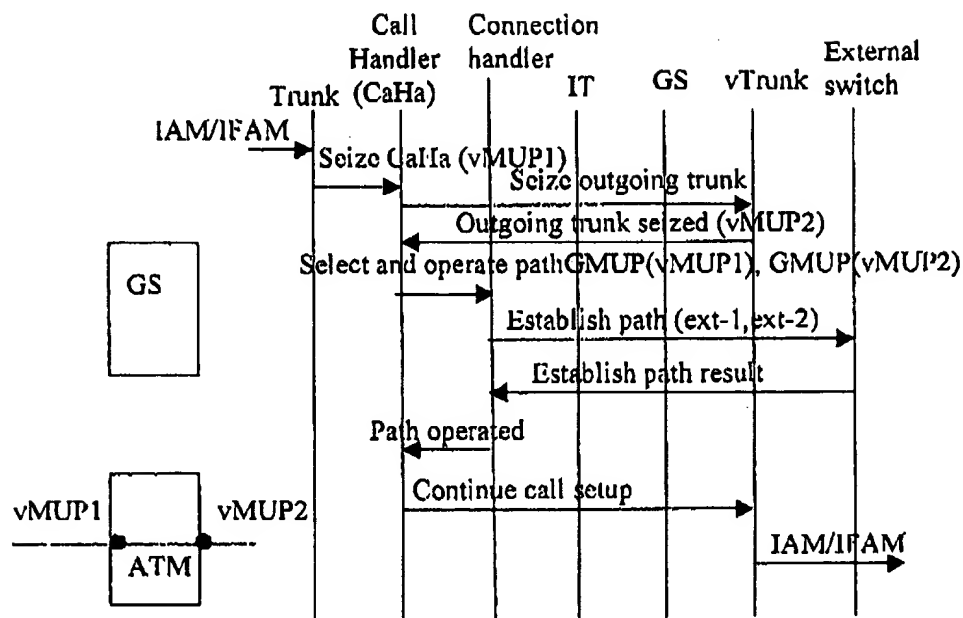 Call
Handler
(CaHa)
Connection
handler
External
switch
Trunk
IT
GS
vTrunk
IAM/IFAM
Seize CaHa (vMUP1)
Seize outgoing trunk
Outgoing trunk seized (vMUP2)
Select and operate path GMUP(vMUP1), GMUP(vMUP2)
GS
Establish path (ext-1,ext-2)
Establish path result
Path operated
Continue call setup
vMUP1
vMUP2
ATM
IAM/IFAM